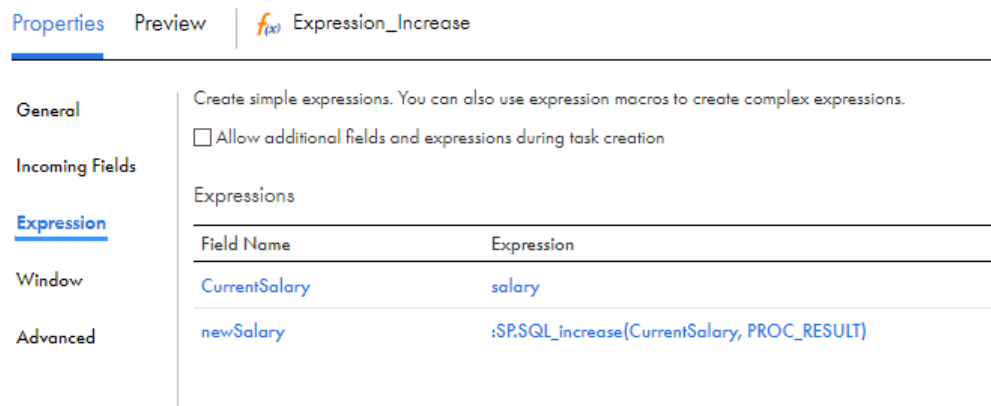 Properties Preview f(x) Expression_Increase
General
Incoming Fields
Expression
Window
Advanced
Create simple expressions. You can also use expression macros to create complex expressions.
Allow additional fields and expressions during task creation
Expressions
Field Name Expression
CurrentSalary salary
newSalary :SP.SQL_increase(CurrentSalary, PROC_RESULT)